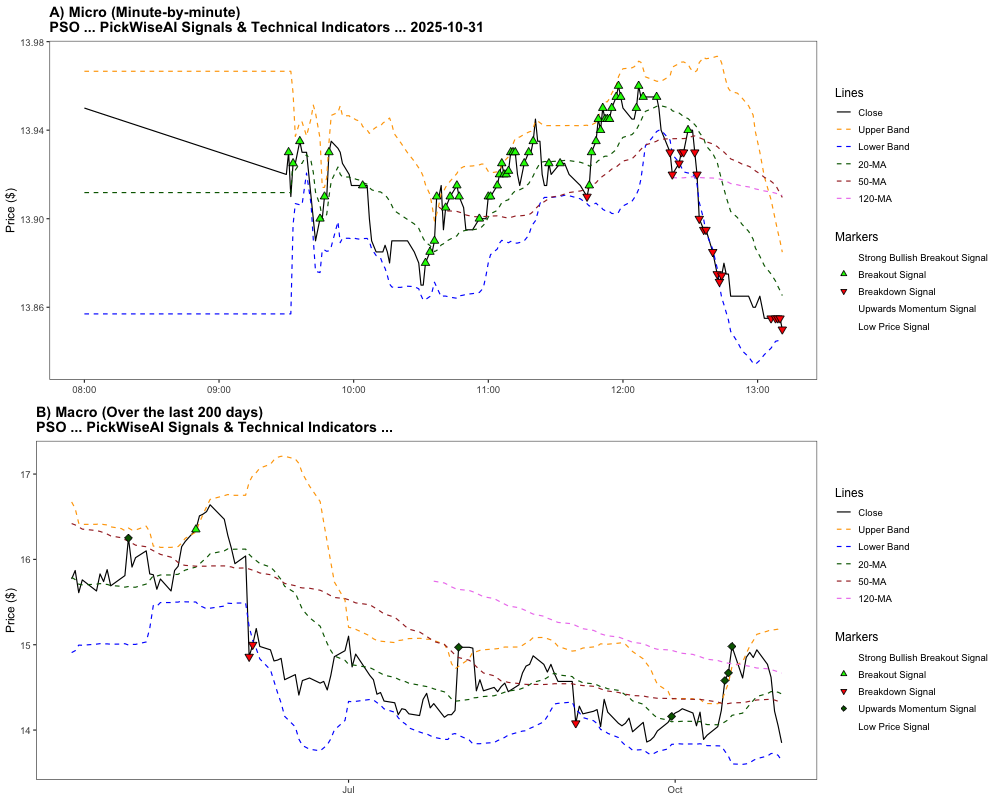 A) Micro (Minute-by-minute)
PSO ... PickWiseAI Signals & Technical Indicators ... 2025-10-31
13.98
13.94
13.90
13.86
Price ($)
08:00
09:00
10:00
11:00
12:00
13:00
Lines
Close
Upper Band
Lower Band
20-MA
50-MA
120-MA
Markers
Strong Bullish Breakout Signal
Breakout Signal
Breakdown Signal
Upwards Momentum Signal
Low Price Signal
B) Macro (Over the last 200 days)
PSO ... PickWiseAI Signals & Technical Indicators ...
17
16
15
14
Price ($)
Jul
Oct
Lines
Close
Upper Band
Lower Band
20-MA
50-MA
120-MA
Markers
Strong Bullish Breakout Signal
Breakout Signal
Breakdown Signal
Upwards Momentum Signal
Low Price Signal